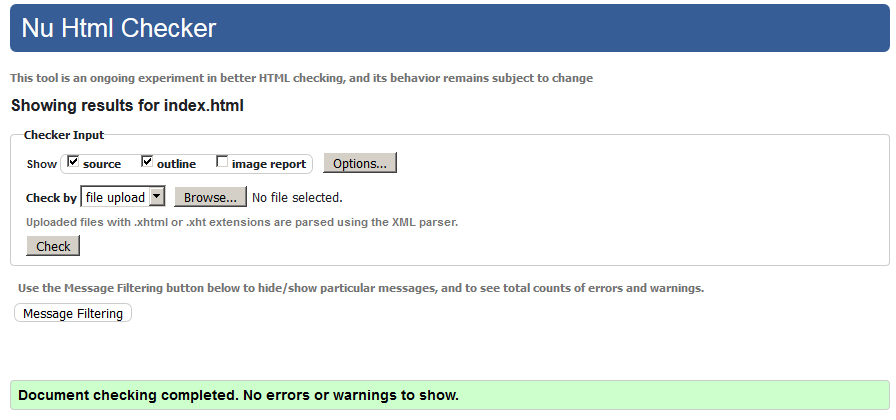 Nu Html Checker
This tool is an ongoing experiment in better HTML checking, and its behavior remains subject to change
Showing results for index.html
Checker Input
Show source outline image report Options...
Check by file upload Browse... No file selected.
Uploaded files with .xhtml or .xht extensions are parsed using the XML parser.
Check
Use the Message Filtering button below to hide/show particular messages, and to see total counts of errors and warnings.
Message Filtering
Document checking completed. No errors or warnings to show.